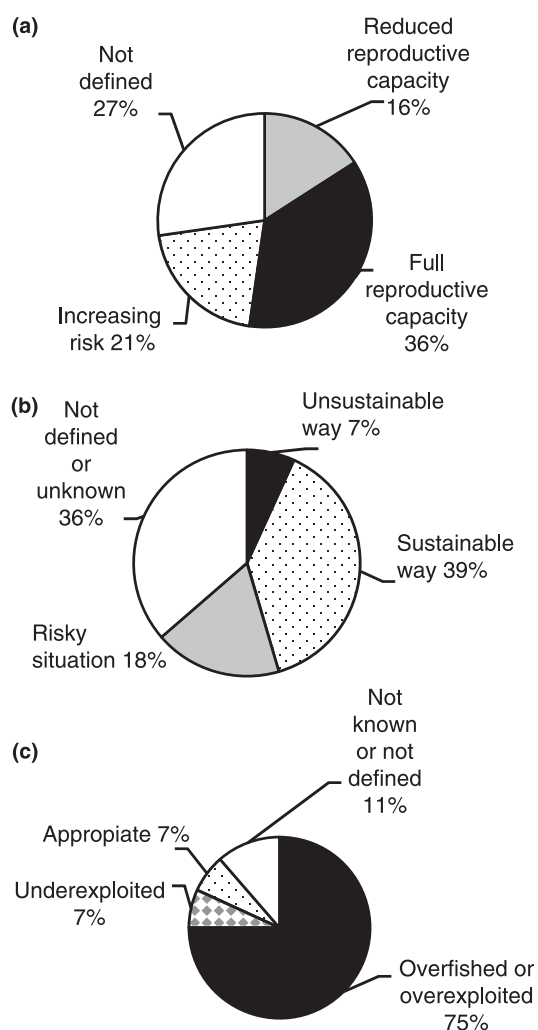 (a)
Not
defined
27%
Reduced
reproductive
capacity
16%
Increasing
risk 21%
Full
reproductive
capacity
36%
(b)
Not
defined
or
unknown
36%
Unsustainable
way 7%
Sustainable
way 39%
Risky
situation 18%
(c)
Not
known
or not
defined
11%
Appropiate 7%
Underexploited
7%
Overfished or
overexploited
75%